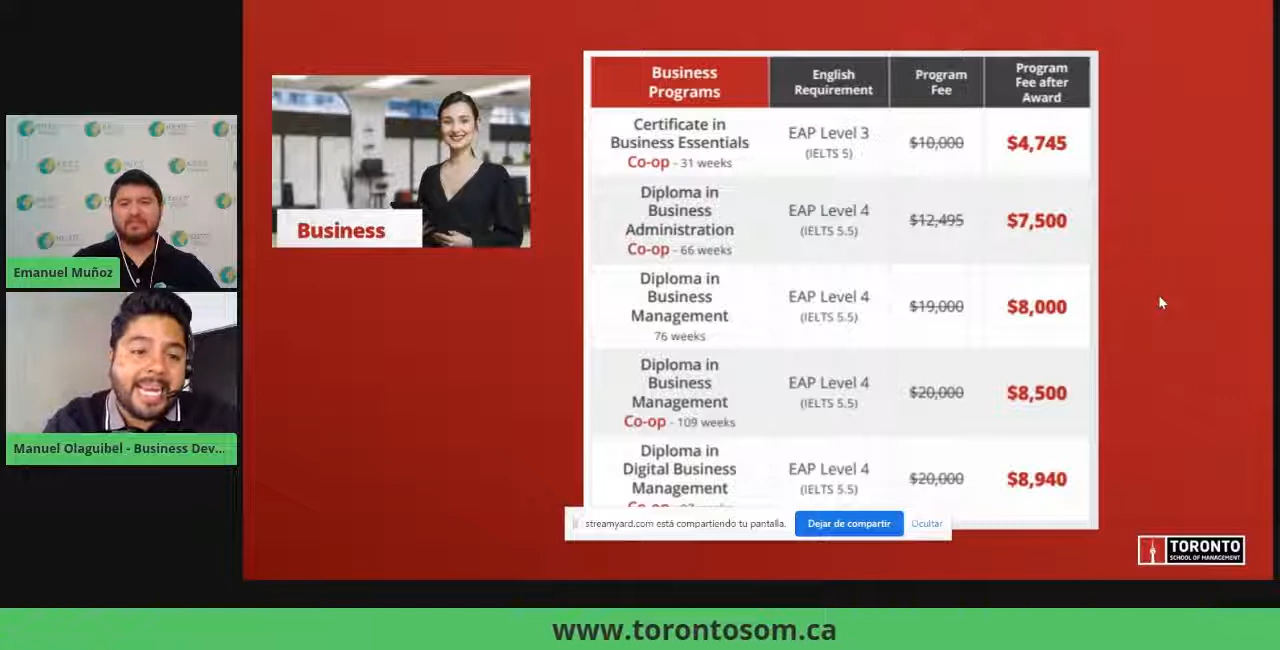 Emanuel Muñoz
Manuel Olaguibel - Business Dev...
Business
Business
Programs
English
Requirement
Program
Fee
Program
Fee after
Award
Certificate in
Business Essentials
Co-op - 31 weeks
EAP Level 3
(IELTS 5)
$10,000
$4,745
Diploma in
Business
Administration
Co-op - 66 weeks
EAP Level 4
(IELTS 5.5)
$12,495
$7,500
Diploma in
Business
Management
76 weeks
EAP Level 4
(IELTS 5.5)
$19,000
$8,000
Diploma in
Business
Management
Co-op - 109 weeks
EAP Level 4
(IELTS 5.5)
$20,000
$8,500
Diploma in
Digital Business
Management
EAP Level 4
(IELTS 5.5)
$20,000
$8,940
streamyard.com está compartiendo tu pantalla.
Dejar de compartir
Ocultar
TORONTO
SCHOOL OF MANAGEMENT
www.torontosom.ca